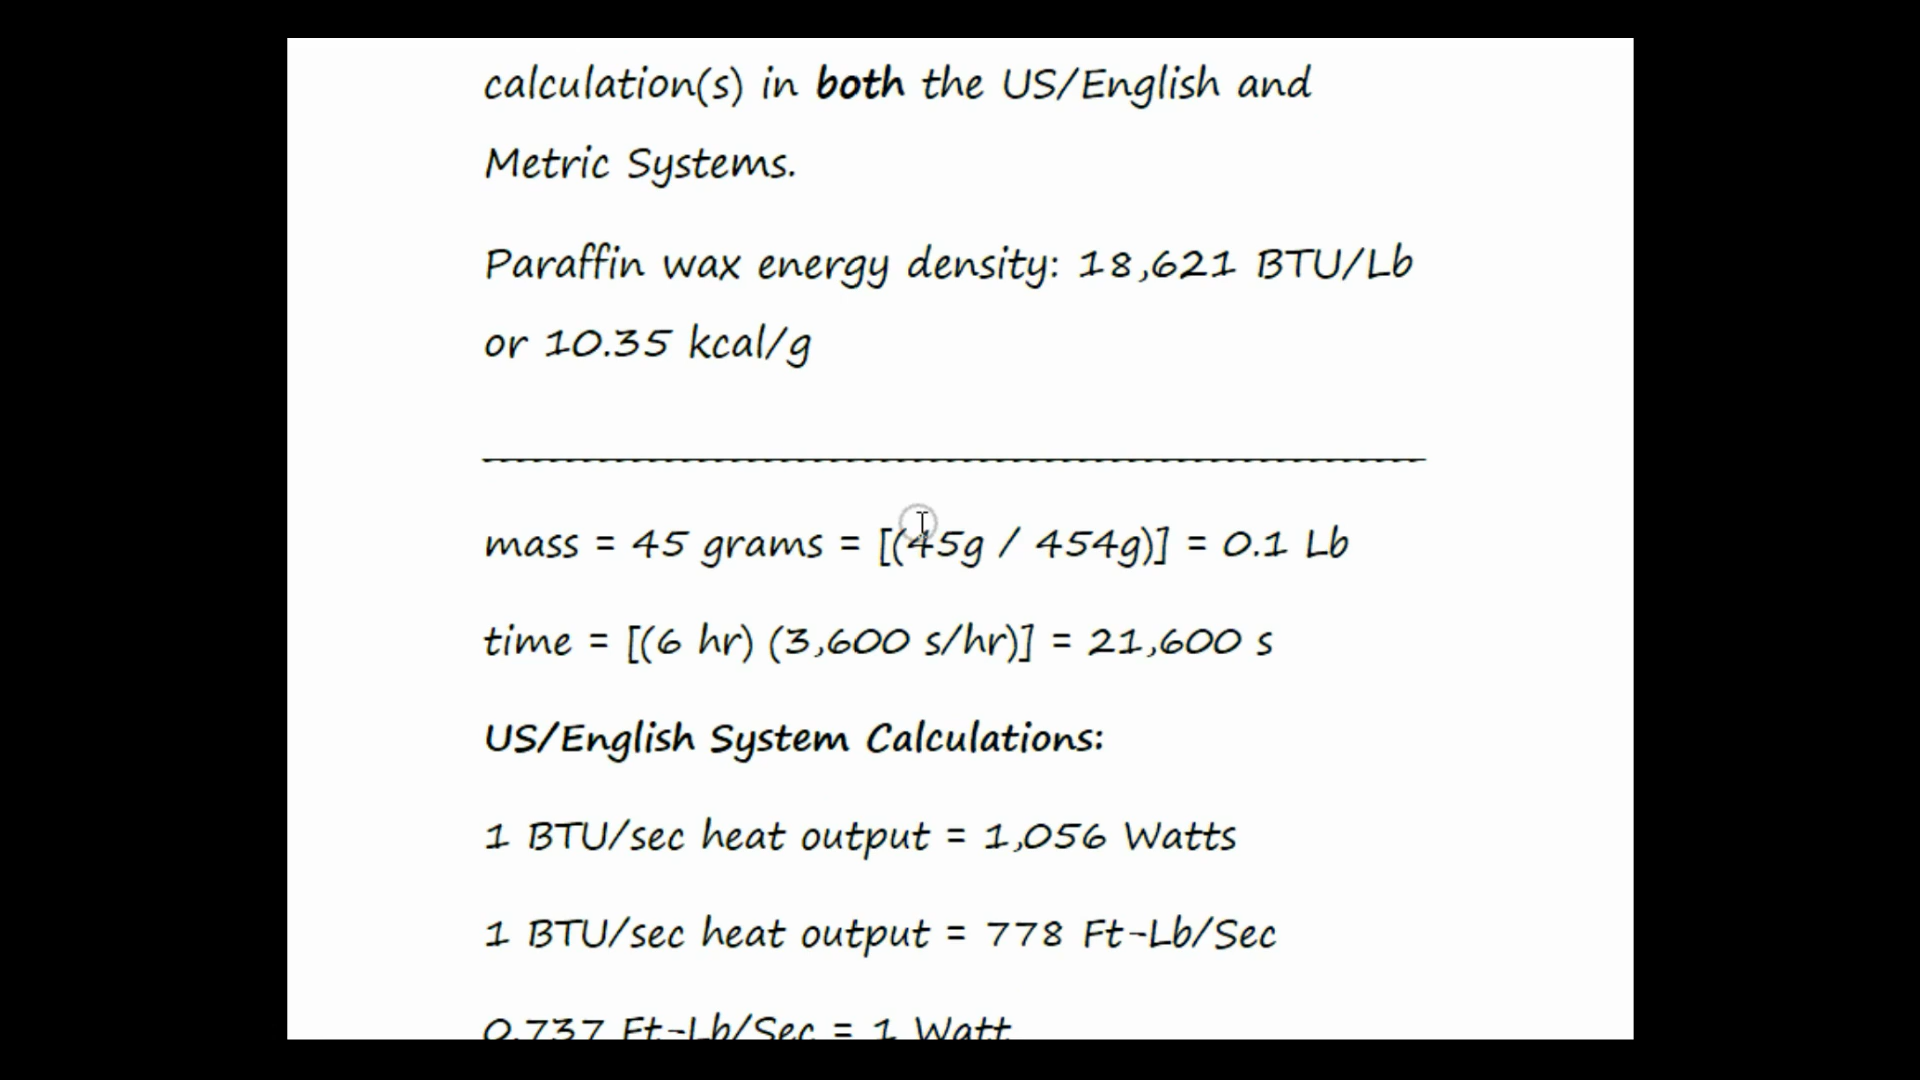 calculation(s) in both the US/English and
Metric Systems.
Paraffin wax energy density: 18,621 BTU/Lb
or 10.35 kcal/g
mass = 45 grams = [(45g / 454g)] = 0.1 Lb
time = [(6 hr) (3,600 s/hr)] = 21,600 s
US/English System Calculations:
1 BTU/sec heat output = 1,056 Watts
1 BTU/sec heat output = 778 Ft-Lb/Sec
0.737 Ft-Lb/Sec = 1 Watt